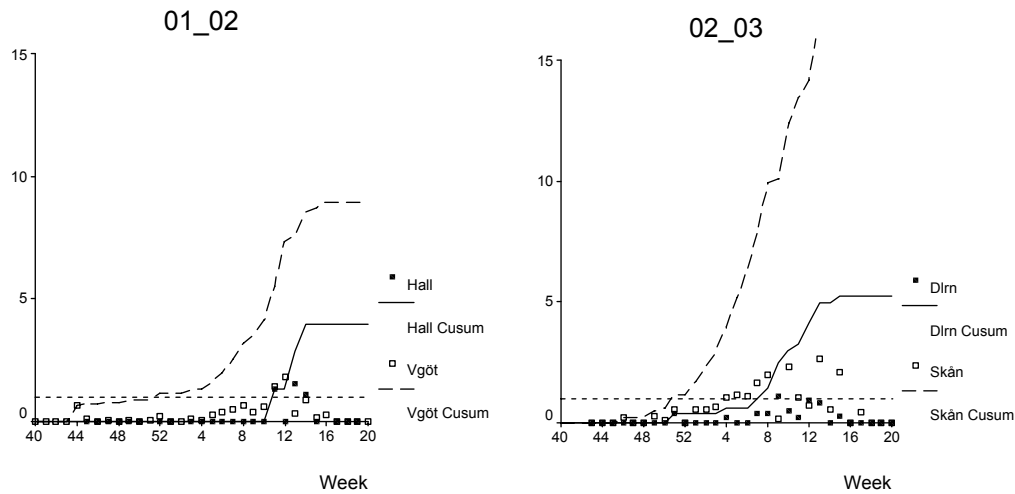 01_02
15
10
5
0
40 44 48 52 4 8 12 16 20
Week
Hall
Hall Cusum
Vgöt
Vgöt Cusum
02_03
15
10
5
0
40 44 48 52 4 8 12 16 20
Week
Dlrn
Dlrn Cusum
Skån
Skån Cusum